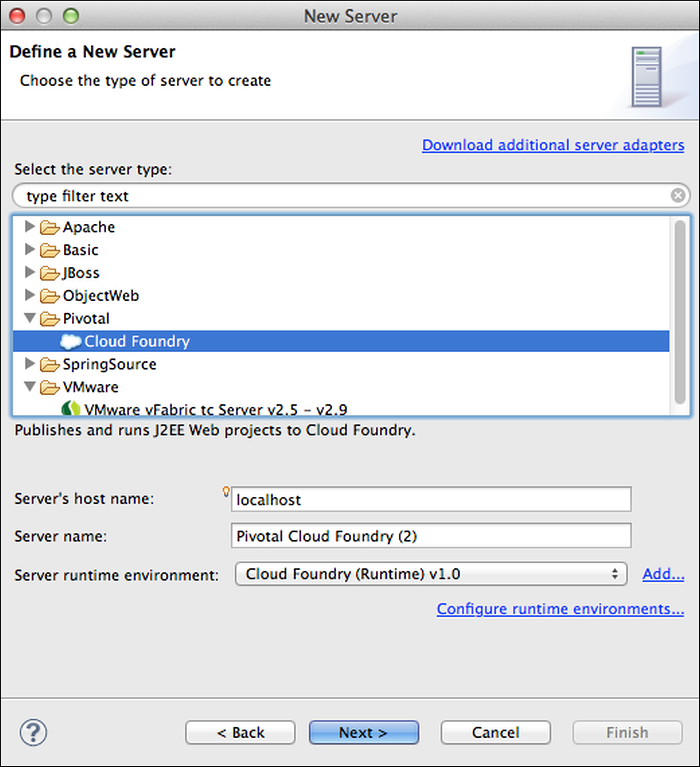 New Server
Define a New Server
Choose the type of server to create
Download additional server adapters
Select the server type:
type filter text
Apache
Basic
JBoss
ObjectWeb
Pivotal
Cloud Foundry
SpringSource
VMware
VMware vFabric tc Server v2.5 - v2.9
Publishes and runs J2EE Web projects to Cloud Foundry.
Server's host name: localhost
Server name: Pivotal Cloud Foundry (2)
Server runtime environment: Cloud Foundry (Runtime) v1.0 Add...
Configure runtime environments...
? < Back Next > Cancel Finish